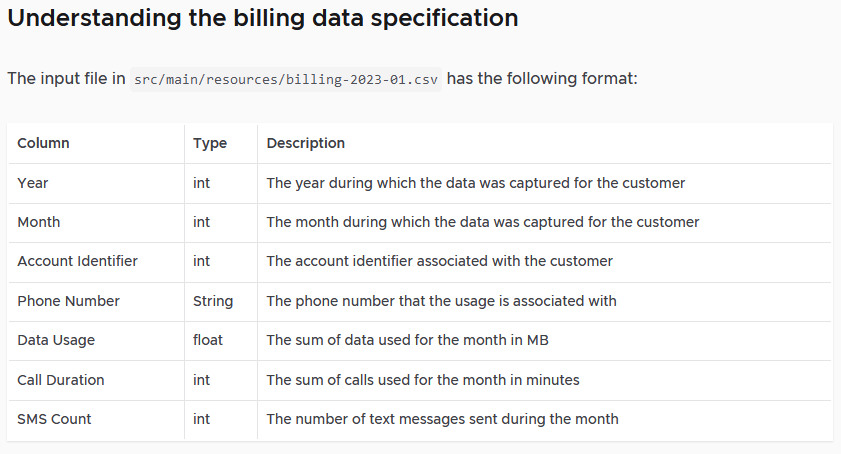 Understanding the billing data specification
The input file in src/main/resources/billing-2023-01.csv has the following format:
Column Type Description
Year int The year during which the data was captured for the customer
Month int The month during which the data was captured for the customer
Account Identifier int The account identifier associated with the customer
Phone Number String The phone number that the usage is associated with
Data Usage float The sum of data used for the month in MB
Call Duration int The sum of calls used for the month in minutes
SMS Count int The number of text messages sent during the month